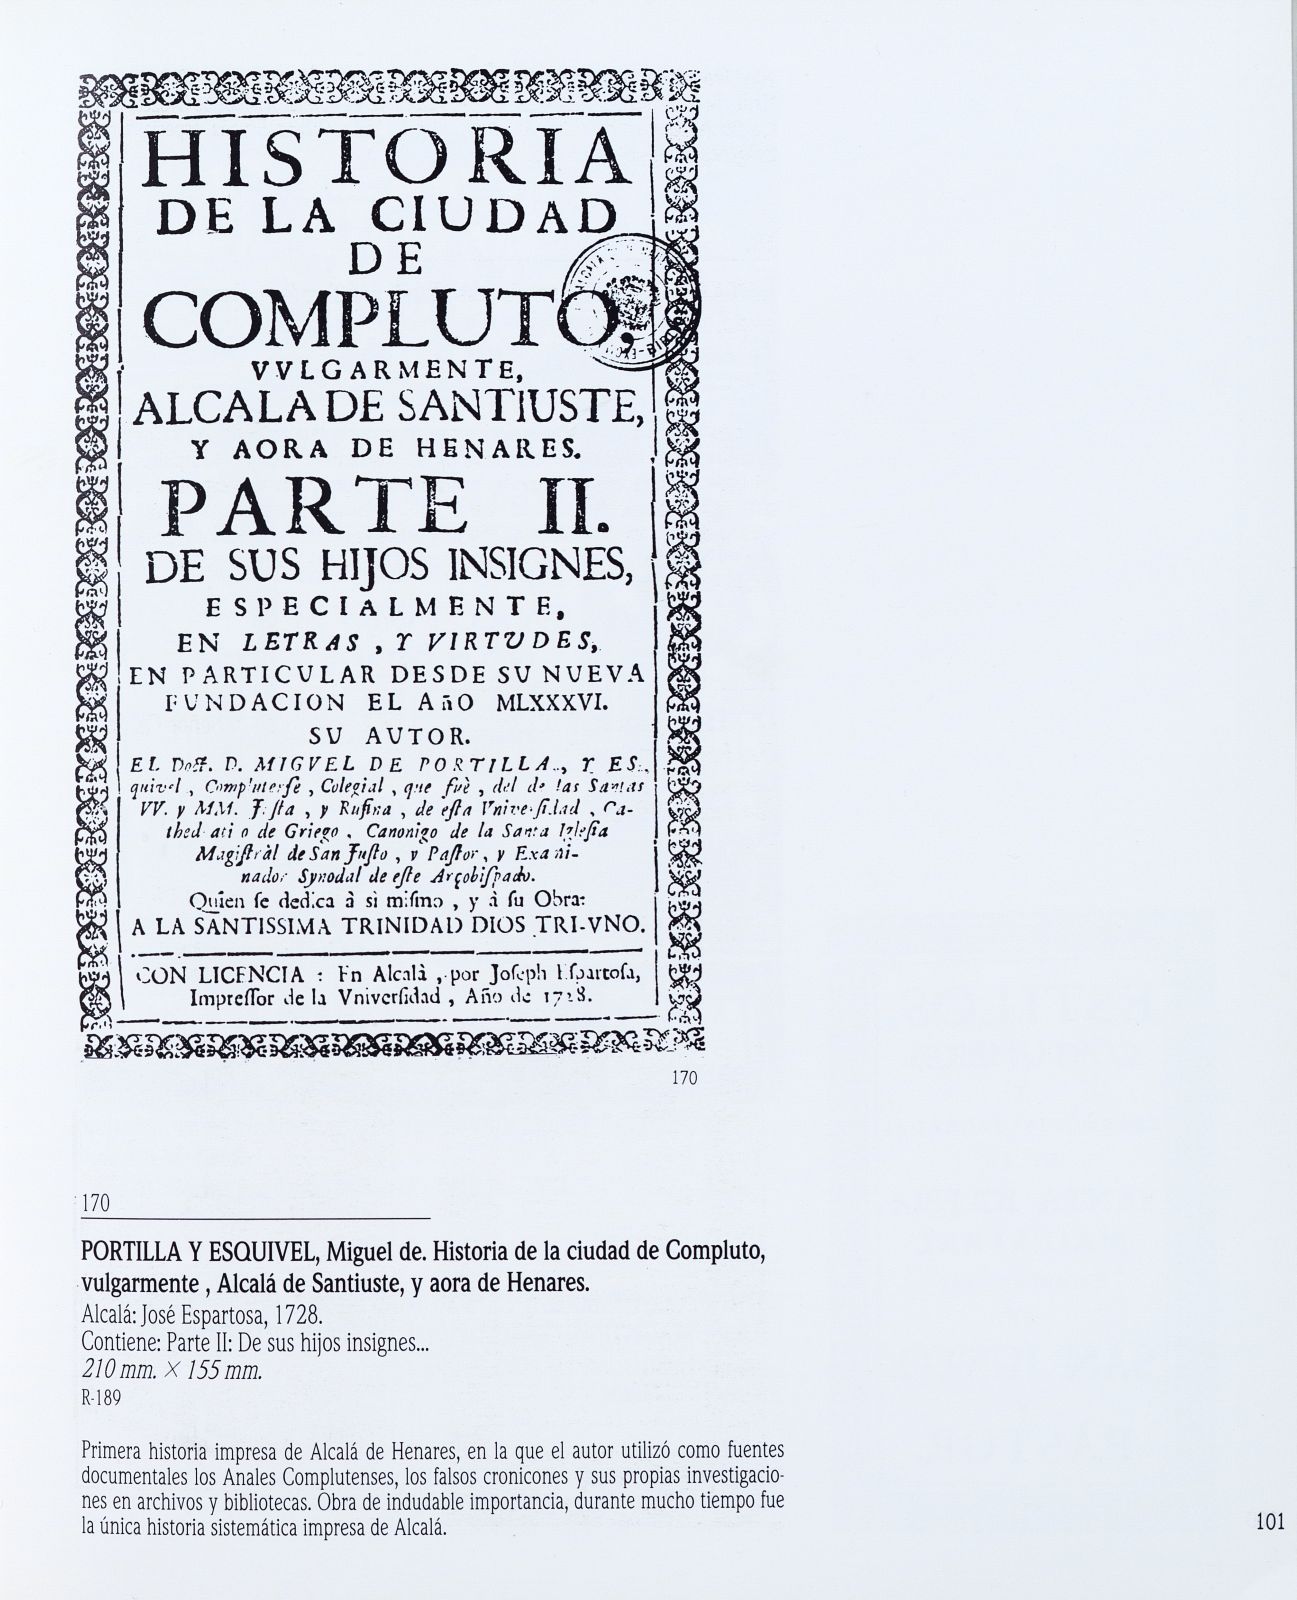 HISTORIA
DE LA CIUDAD
DE
COMPLUTO,
VVLGARMENTE,
ALCALA DE SANTIUSTE,
Y AORA DE HENARES.
PARTE II.
DE SUS HIJOS INSIGNES,
ESPECIALMENTE,
EN LETRAS, Y VIRTUDES,
EN PARTICULAR DESDE SU NUEVA
FUNDACION EL AñO MLXXXVI.
SU AUTOR.
EL Doct. D. MIGVEL DE PORTILLA, Y ES-
quivel, Complutense, Colegial, que fuè, del de las Santas
VV. y MM. Justa, y Rufina, de esta Vniversidad, Ca-
thedratico de Griego, Canonigo de la Santa Iglesia
Magistràl de San Justo, y Pastor, y Exami-
nador Synodal de este Arçobispado.
Quien se dedica à si mismo, y à su Obra:
A LA SANTISSIMA TRINIDAD DIOS TRI-VNO.
CON LICENCIA: En Alcalà, por Joseph Espartosa,
Impressor de la Vniversidad, Año de 1728.
170
170
PORTILLA Y ESQUIVEL, Miguel de. Historia de la ciudad de Compluto,
vulgarmente , Alcalá de Santiuste, y aora de Henares.
Alcalá: José Espartosa, 1728.
Contiene: Parte II: De sus hijos insignes...
210 mm. × 155 mm.
R-189
Primera historia impresa de Alcalá de Henares, en la que el autor utilizó como fuentes
documentales los Anales Complutenses, los falsos cronicones y sus propias investigacio-
nes en archivos y bibliotecas. Obra de indudable importancia, durante mucho tiempo fue
la única historia sistemática impresa de Alcalá.
101